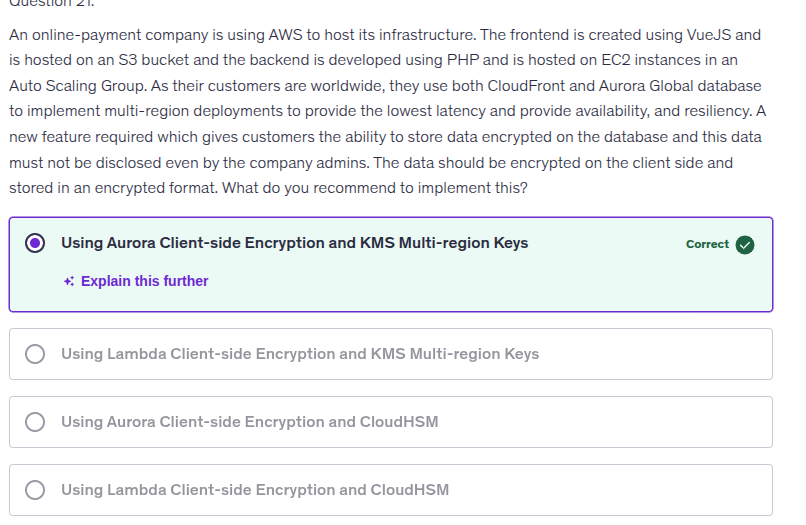 Question 21:
An online-payment company is using AWS to host its infrastructure. The frontend is created using VueJS and
is hosted on an S3 bucket and the backend is developed using PHP and is hosted on EC2 instances in an
Auto Scaling Group. As their customers are worldwide, they use both CloudFront and Aurora Global database
to implement multi-region deployments to provide the lowest latency and provide availability, and resiliency. A
new feature required which gives customers the ability to store data encrypted on the database and this data
must not be disclosed even by the company admins. The data should be encrypted on the client side and
stored in an encrypted format. What do you recommend to implement this?
Using Aurora Client-side Encryption and KMS Multi-region Keys
Correct
Explain this further
Using Lambda Client-side Encryption and KMS Multi-region Keys
Using Aurora Client-side Encryption and CloudHSM
Using Lambda Client-side Encryption and CloudHSM